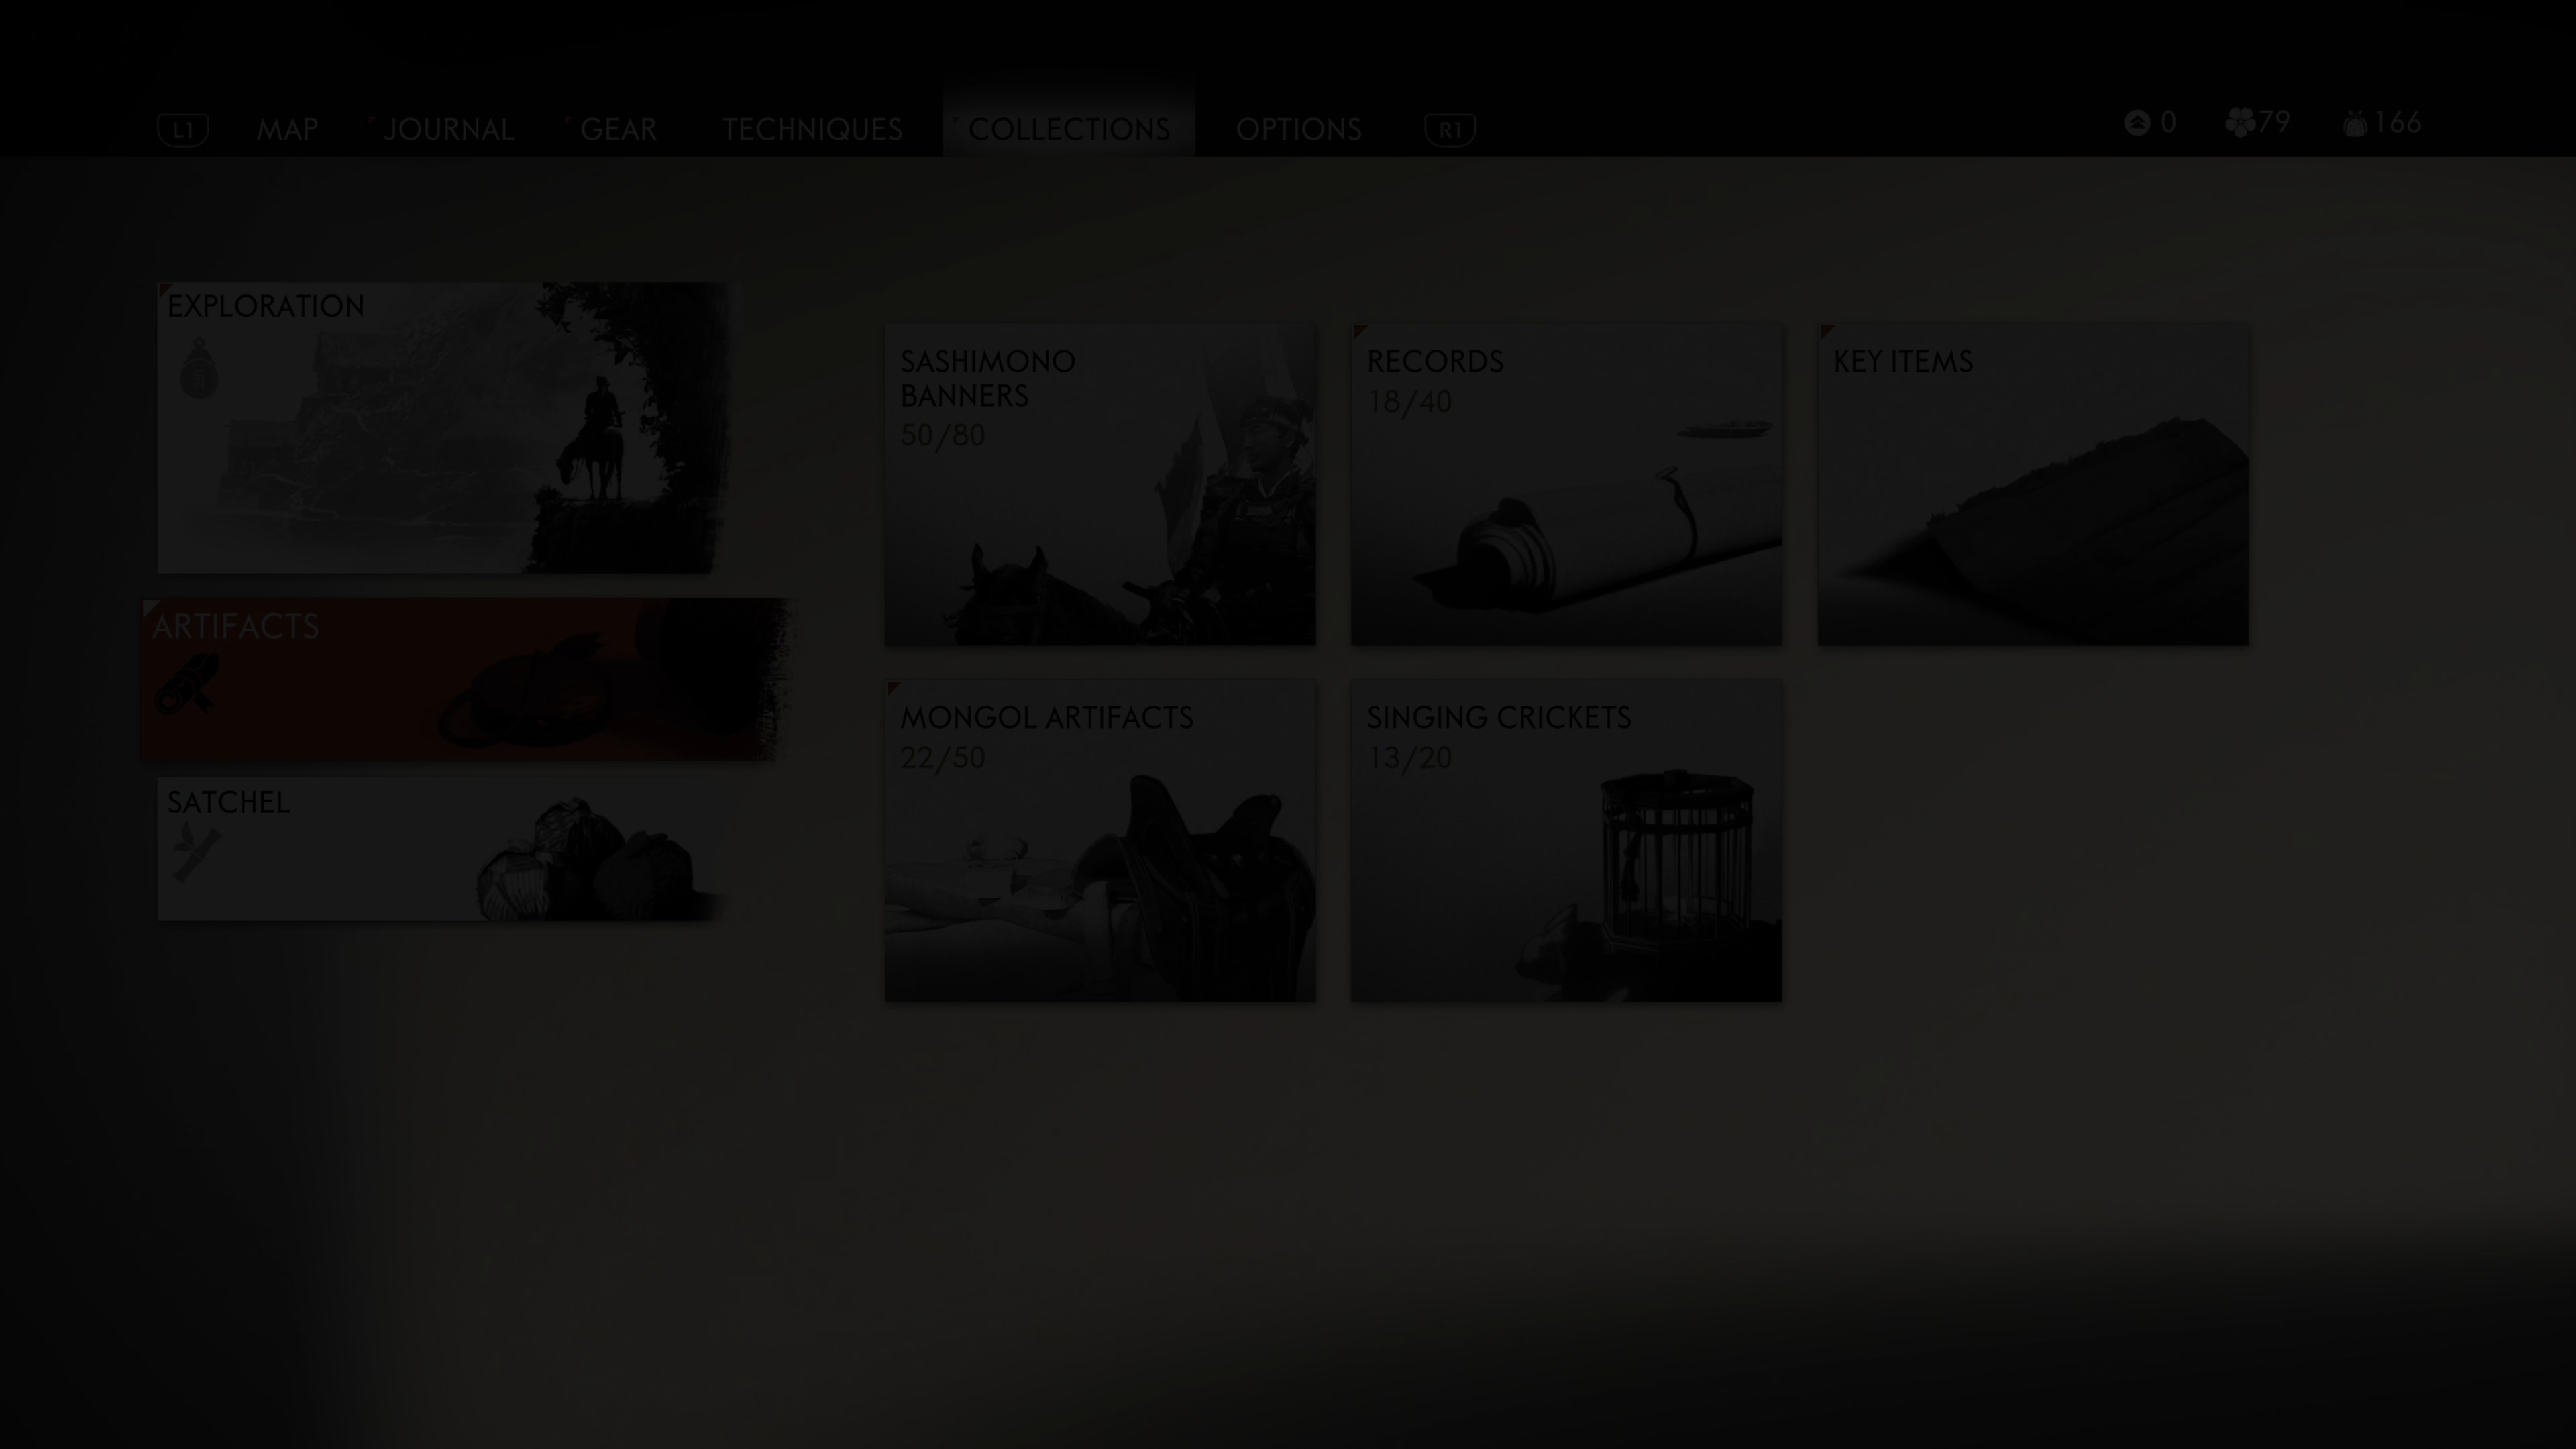 L1 MAP JOURNAL GEAR TECHNIQUES COLLECTIONS OPTIONS R1 0 79 166
EXPLORATION
ARTIFACTS
SATCHEL
SASHIMONO
BANNERS
50/80
RECORDS
18/40
KEY ITEMS
MONGOL ARTIFACTS
22/50
SINGING CRICKETS
13/20